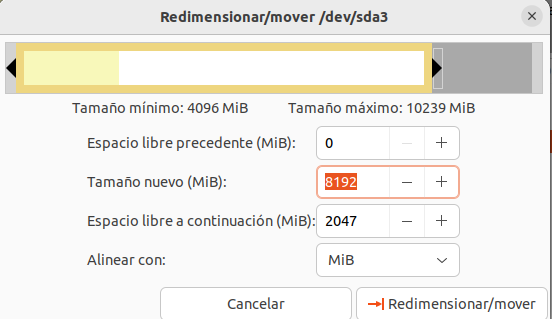 Redimensionar/mover /dev/sda3
Tamaño mínimo: 4096 MiB Tamaño máximo: 10239 MiB
Espacio libre precedente (MiB): 0
Tamaño nuevo (MiB): 8192
Espacio libre a continuación (MiB): 2047
Alinear con: MiB
Cancelar Redimensionar/mover